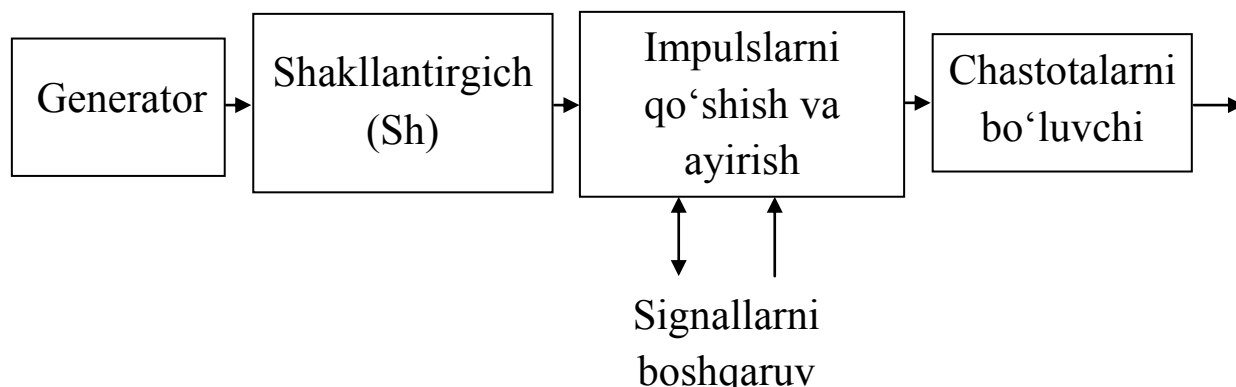 Generator
Shakllantirgich
(Sh)
Impulslarni
qo‘shish va
ayirish
Chastotalarni
bo‘luvchi
Signallarni
boshqaruv